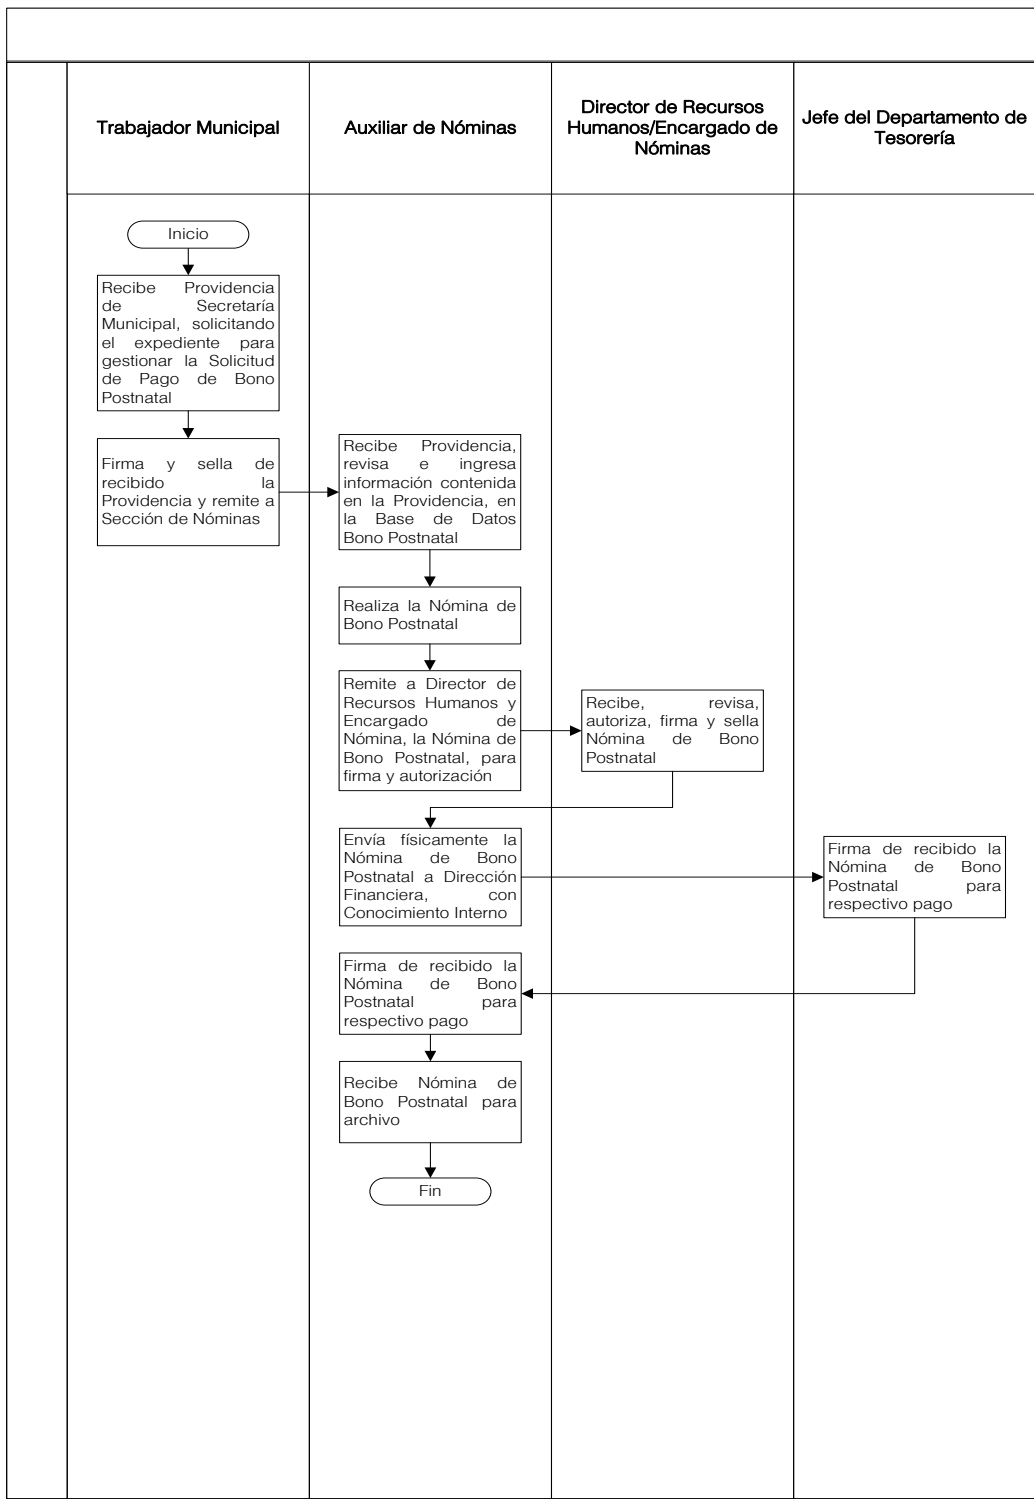 Trabajador Municipal
Auxiliar de Nóminas
Director de Recursos
Humanos/Encargado de
Nóminas
Jefe del Departamento de
Tesorería
Inicio
Recibe Providencia
de Secretaría
Municipal, solicitando
el expediente para
gestionar la Solicitud
de Pago de Bono
Postnatal
Firma y sella de
recibido la
Providencia y remite a
Sección de Nóminas
Recibe Providencia,
revisa e ingresa
información contenida
en la Providencia, en
la Base de Datos
Bono Postnatal
Realiza la Nómina de
Bono Postnatal
Remite a Director de
Recursos Humanos y
Encargado de
Nómina, la Nómina de
Bono Postnatal, para
firma y autorización
Recibe, revisa,
autoriza, firma y sella
Nómina de Bono
Postnatal
Envía físicamente la
Nómina de Bono
Postnatal a Dirección
Financiera, con
Conocimiento Interno
Firma de recibido la
Nómina de Bono
Postnatal para
respectivo pago
Firma de recibido la
Nómina de Bono
Postnatal para
respectivo pago
Recibe Nómina de
Bono Postnatal para
archivo
Fin